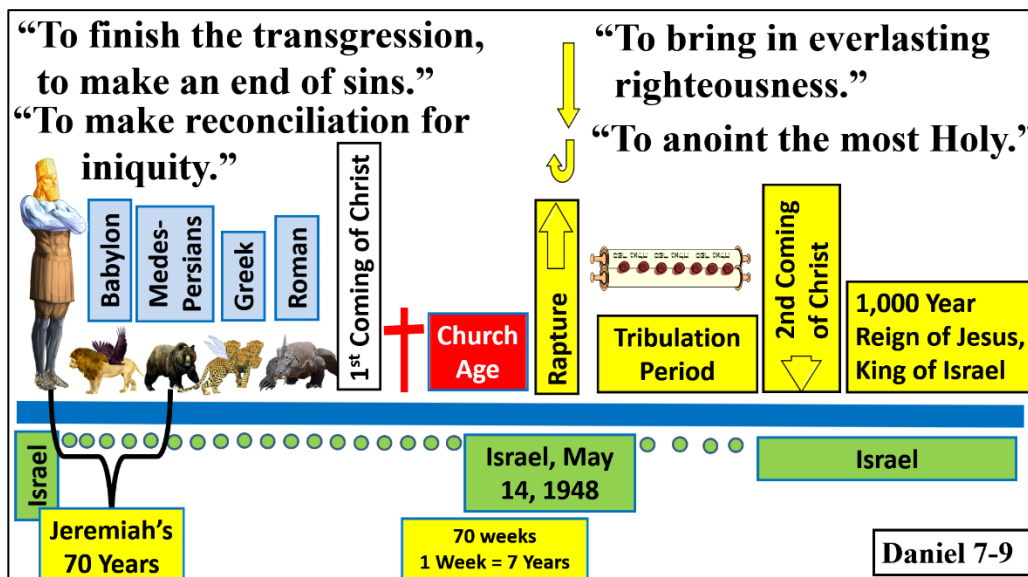 “To finish the transgression,
to make an end of sins.”
“To make reconciliation for
iniquity.”
“To bring in everlasting
righteousness.”
“To anoint the most Holy.”
Babylon
Medes-
Persians
Greek
Roman
1st Coming of Christ
Church
Age
Rapture
Tribulation
Period
2nd Coming
of Christ
1,000 Year
Reign of Jesus,
King of Israel
Israel
Israel, May
14, 1948
Israel
Jeremiah’s
70 Years
70 weeks
1 Week = 7 Years
Daniel 7-9